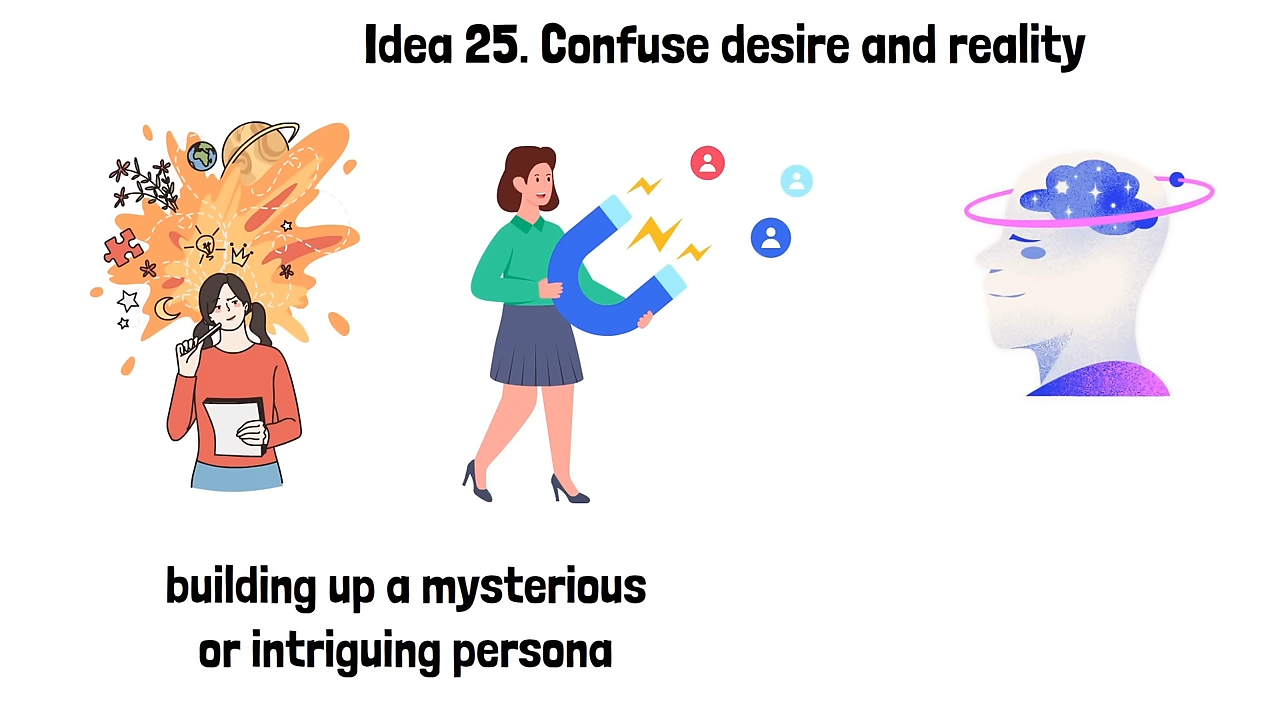 Idea 25. Confuse desire and reality
building up a mysterious
or intriguing persona